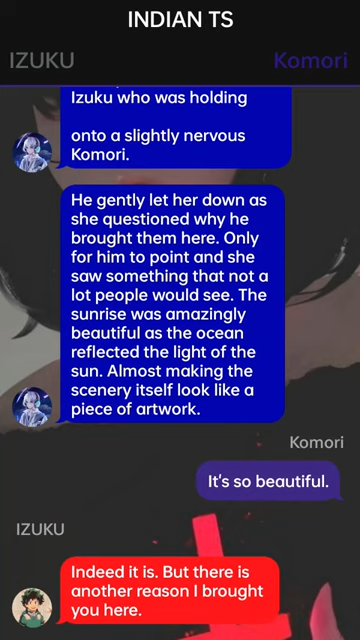 INDIAN TS
IZUKU
Komori
Izuku who was holding
onto a slightly nervous
Komori.
He gently let her down as
she questioned why he
brought them here. Only
for him to point and she
saw something that not a
lot people would see. The
sunrise was amazingly
beautiful as the ocean
reflected the light of the
sun. Almost making the
scenery itself look like a
piece of artwork.
Komori
It's so beautiful.
IZUKU
Indeed it is. But there is
another reason I brought
you here.